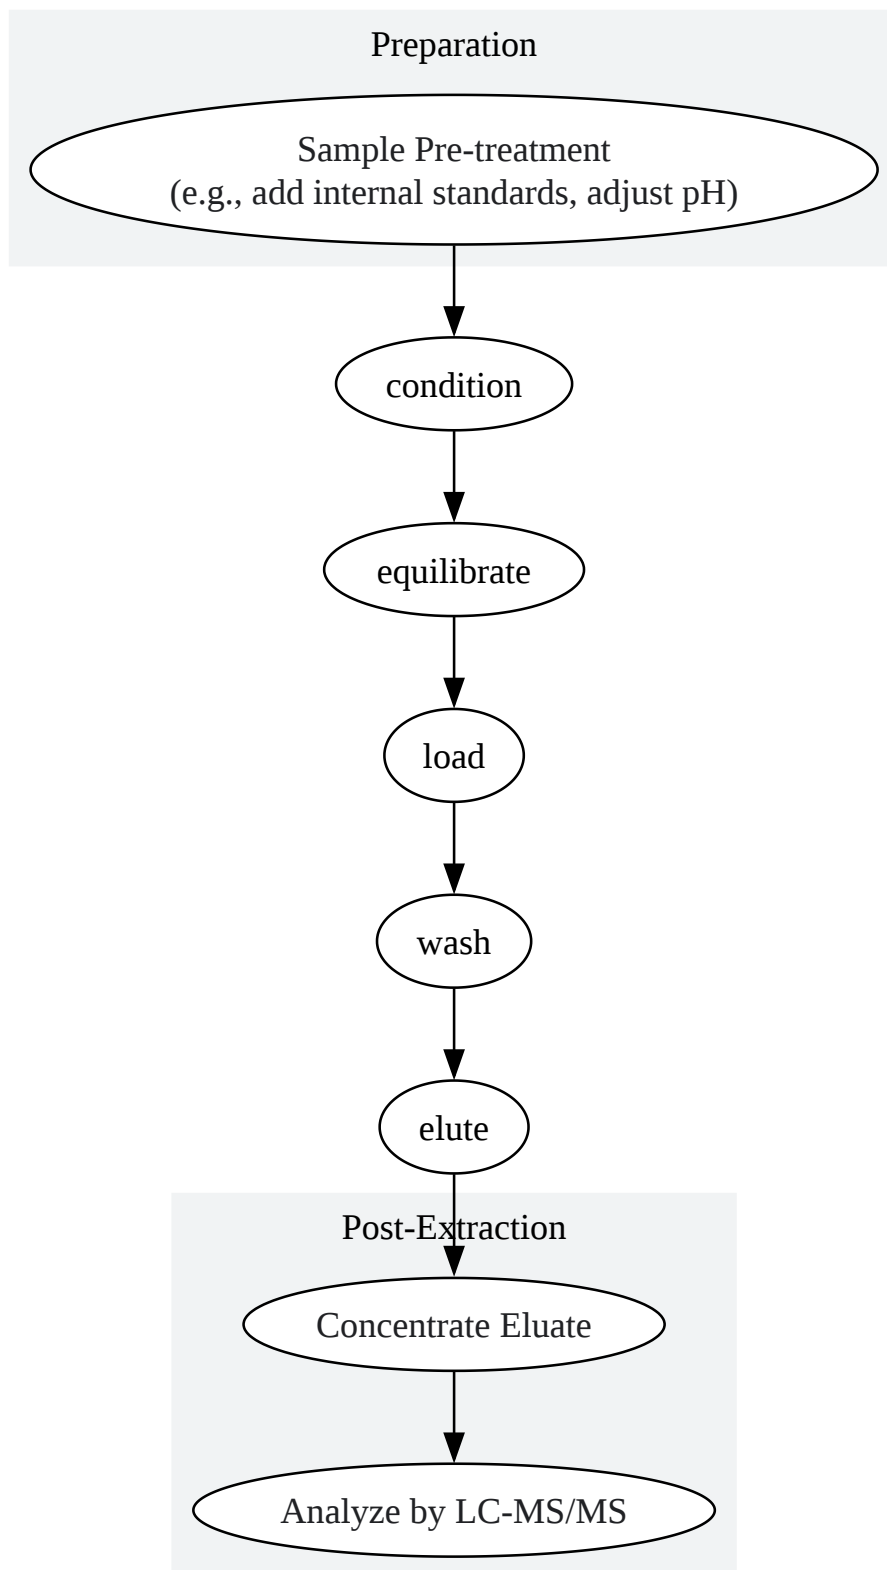 Preparation
Sample Pre-treatment
(e.g., add internal standards, adjust pH)
condition
equilibrate
load
wash
elute
Post-Extraction
Concentrate Eluate
Analyze by LC-MS/MS